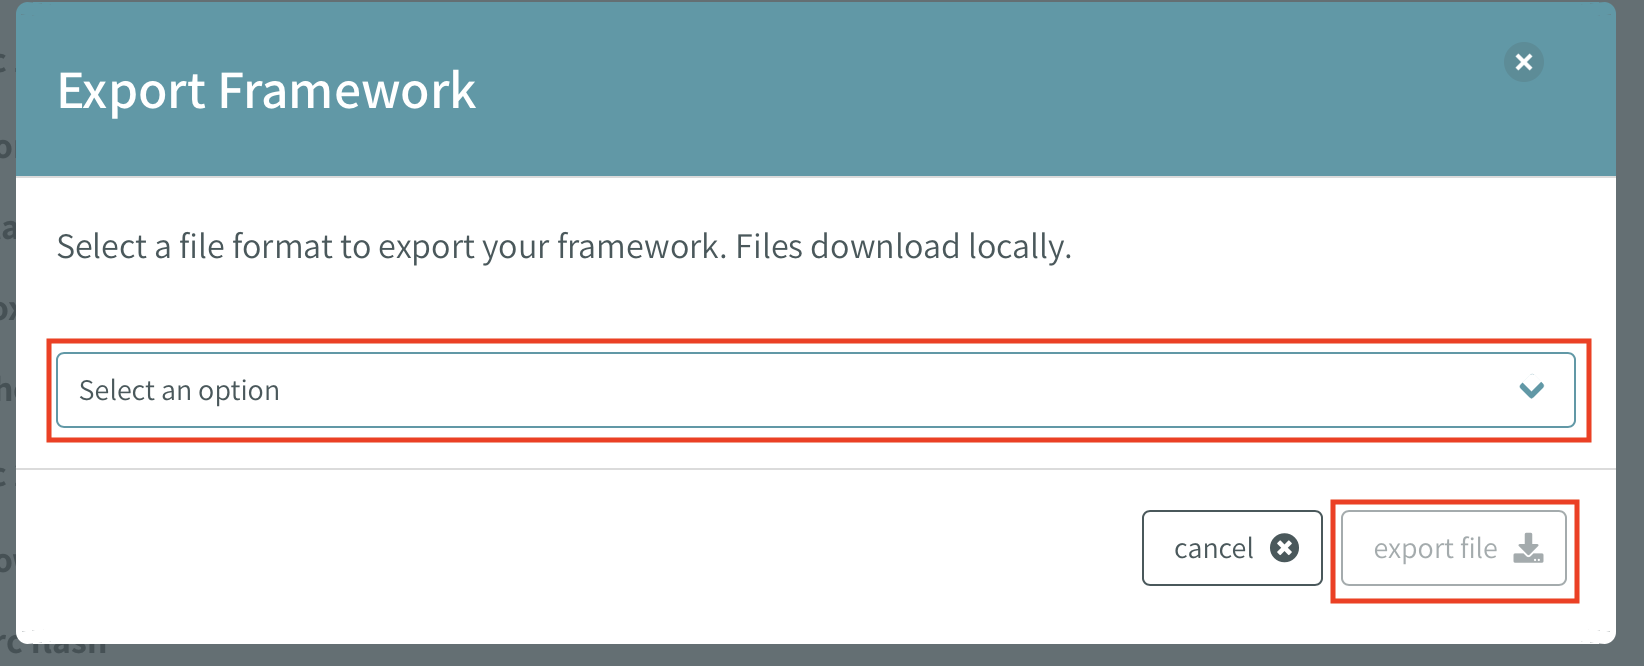 Export Framework
Select a file format to export your framework. Files download locally.
Select an option
cancel
export file